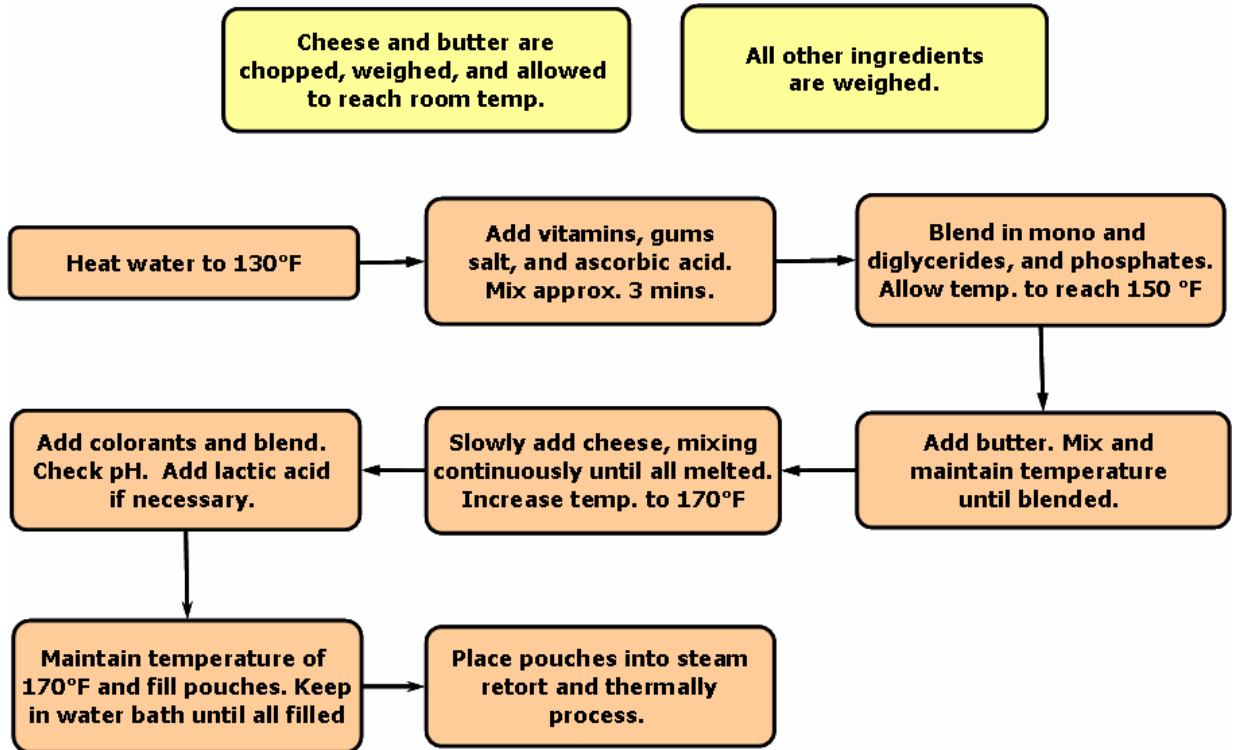 Cheese and butter are
chopped, weighed, and allowed
to reach room temp.
All other ingredients
are weighed.
Heat water to 130°F
Add vitamins, gums
salt, and ascorbic acid.
Mix approx. 3 mins.
Blend in mono and
diglycerides, and phosphates.
Allow temp. to reach 150 °F
Add butter. Mix and
maintain temperature
until blended.
Slowly add cheese, mixing
continuously until all melted.
Increase temp. to 170°F
Add colorants and blend.
Check pH.  Add lactic acid
if necessary.
Maintain temperature of
170°F and fill pouches. Keep
in water bath until all filled
Place pouches into steam
retort and thermally
process.